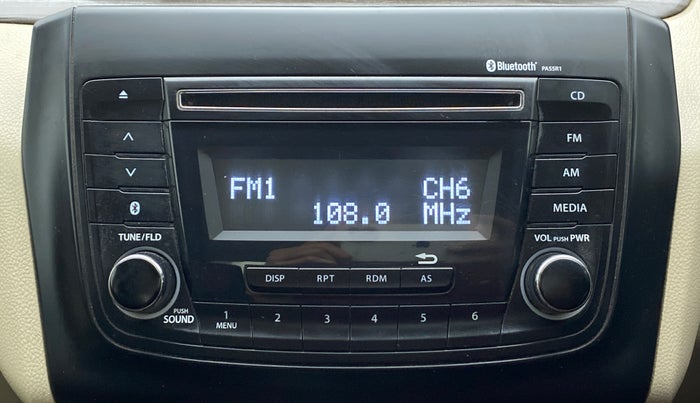 Bluetooth® PA5SR1
CD
FM
AM
MEDIA
FM1 CH6
108.0 MHz
TUNE/FLD
VOL PUSH PWR
DISP RPT RDM AS
PUSH
SOUND
1 2 3 4 5 6
MENU